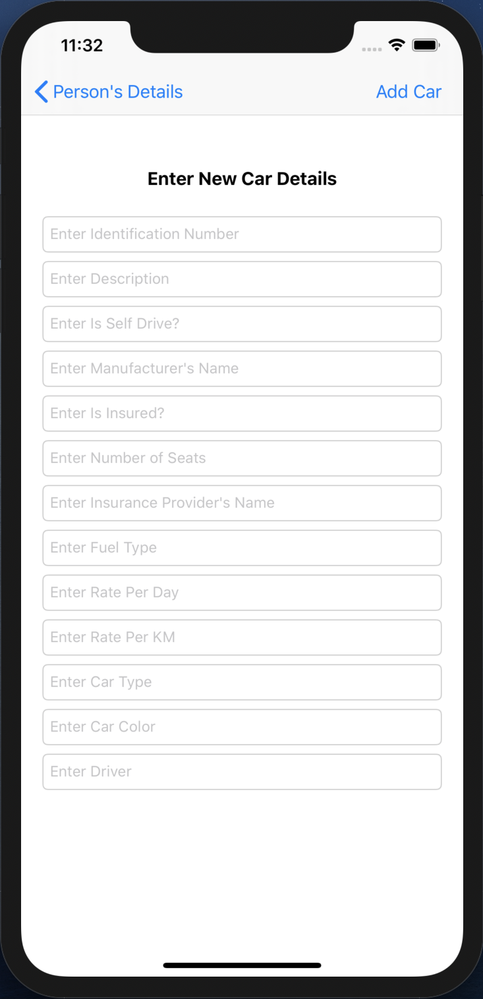 11:32
Person's Details
Add Car
Enter New Car Details
Enter Identification Number
Enter Description
Enter Is Self Drive?
Enter Manufacturer's Name
Enter Is Insured?
Enter Number of Seats
Enter Insurance Provider's Name
Enter Fuel Type
Enter Rate Per Day
Enter Rate Per KM
Enter Car Type
Enter Car Color
Enter Driver